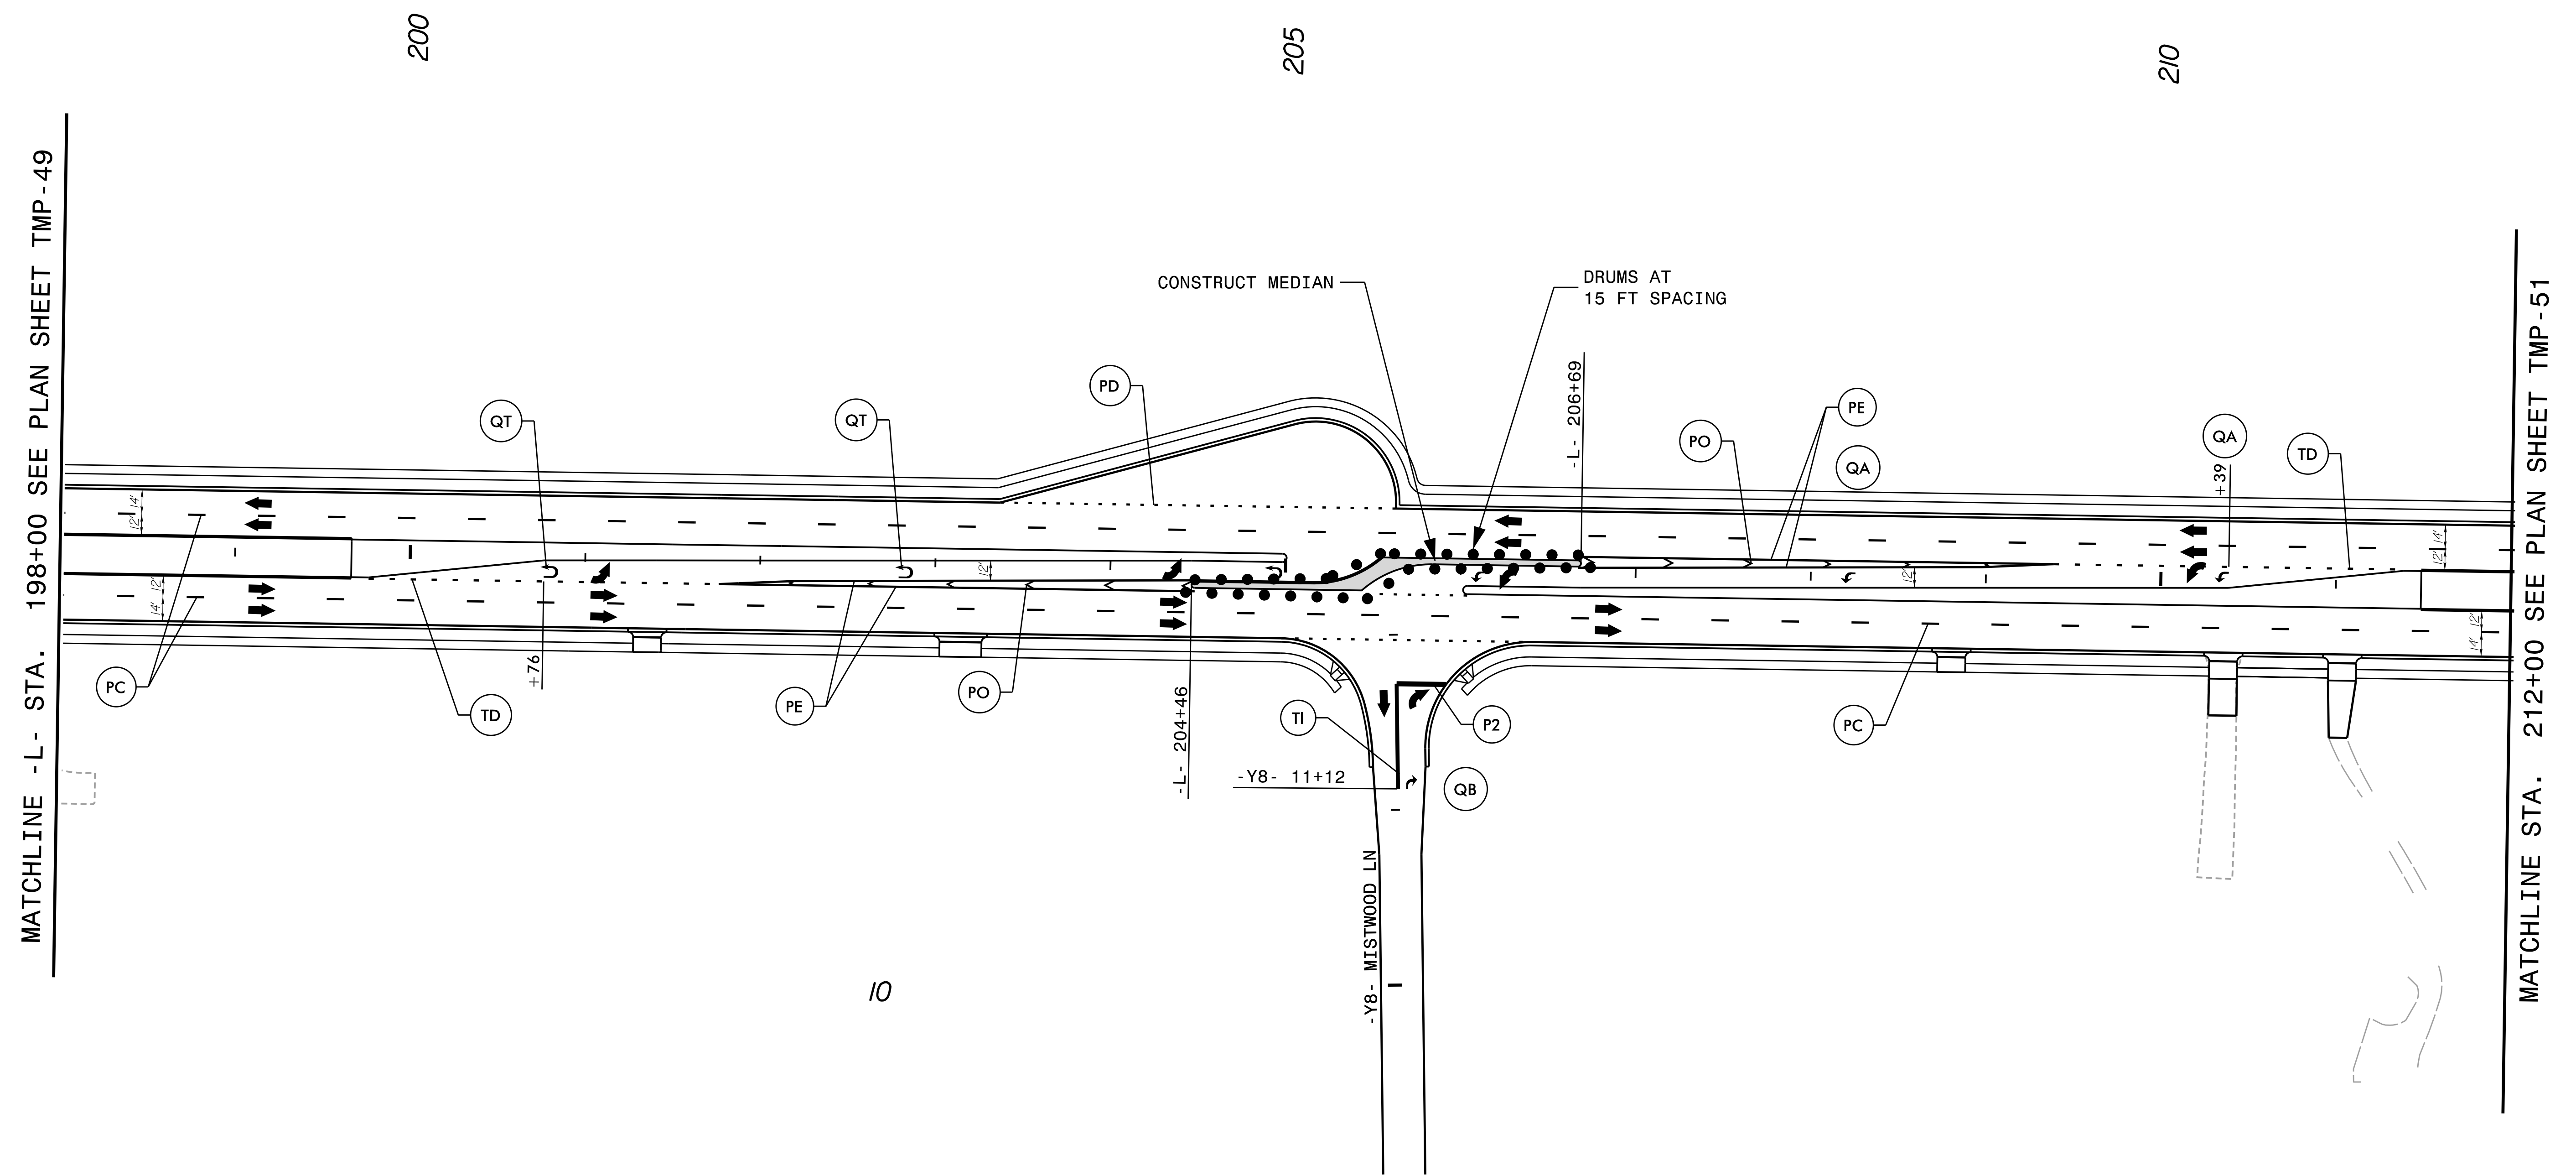 200
205
210
MATCHLINE -L- STA. 198+00 SEE PLAN SHEET TMP-49
MATCHLINE STA. 212+00 SEE PLAN SHEET TMP-51
CONSTRUCT MEDIAN
DRUMS AT
15 FT SPACING
-L- 206+69
PD
QT
QT
PE
PO
QA
QA
+39
TD
14'
12'
12'
14'
12'
12'
14'
12'
12'
14'
PC
TD
+76
PE
PO
-L- 204+46
TI
P2
-Y8- 11+12
QB
PC
-Y8- MISTWOOD LN
10